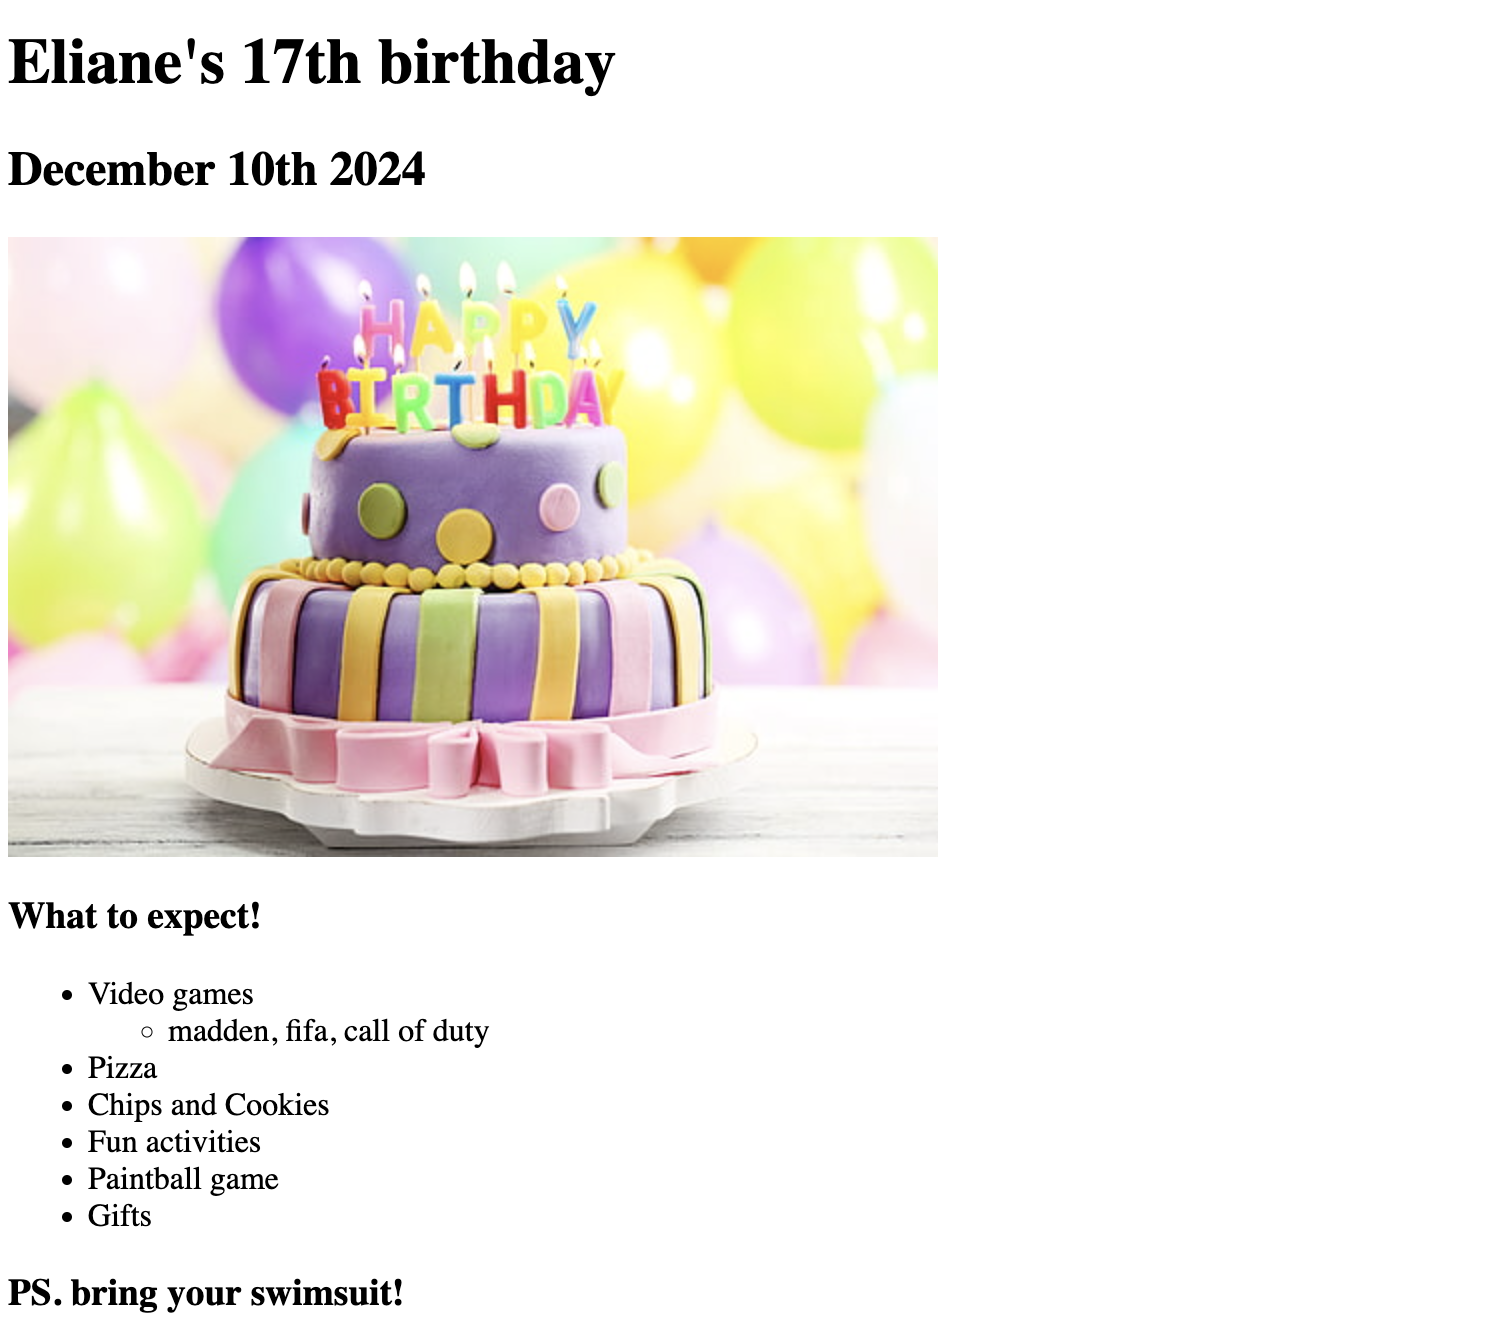 Eliane's 17th birthday
December 10th 2024
HAPPY
BIRTHDAY
What to expect!
Video games
madden, fifa, call of duty
Pizza
Chips and Cookies
Fun activities
Paintball game
Gifts
PS. bring your swimsuit!